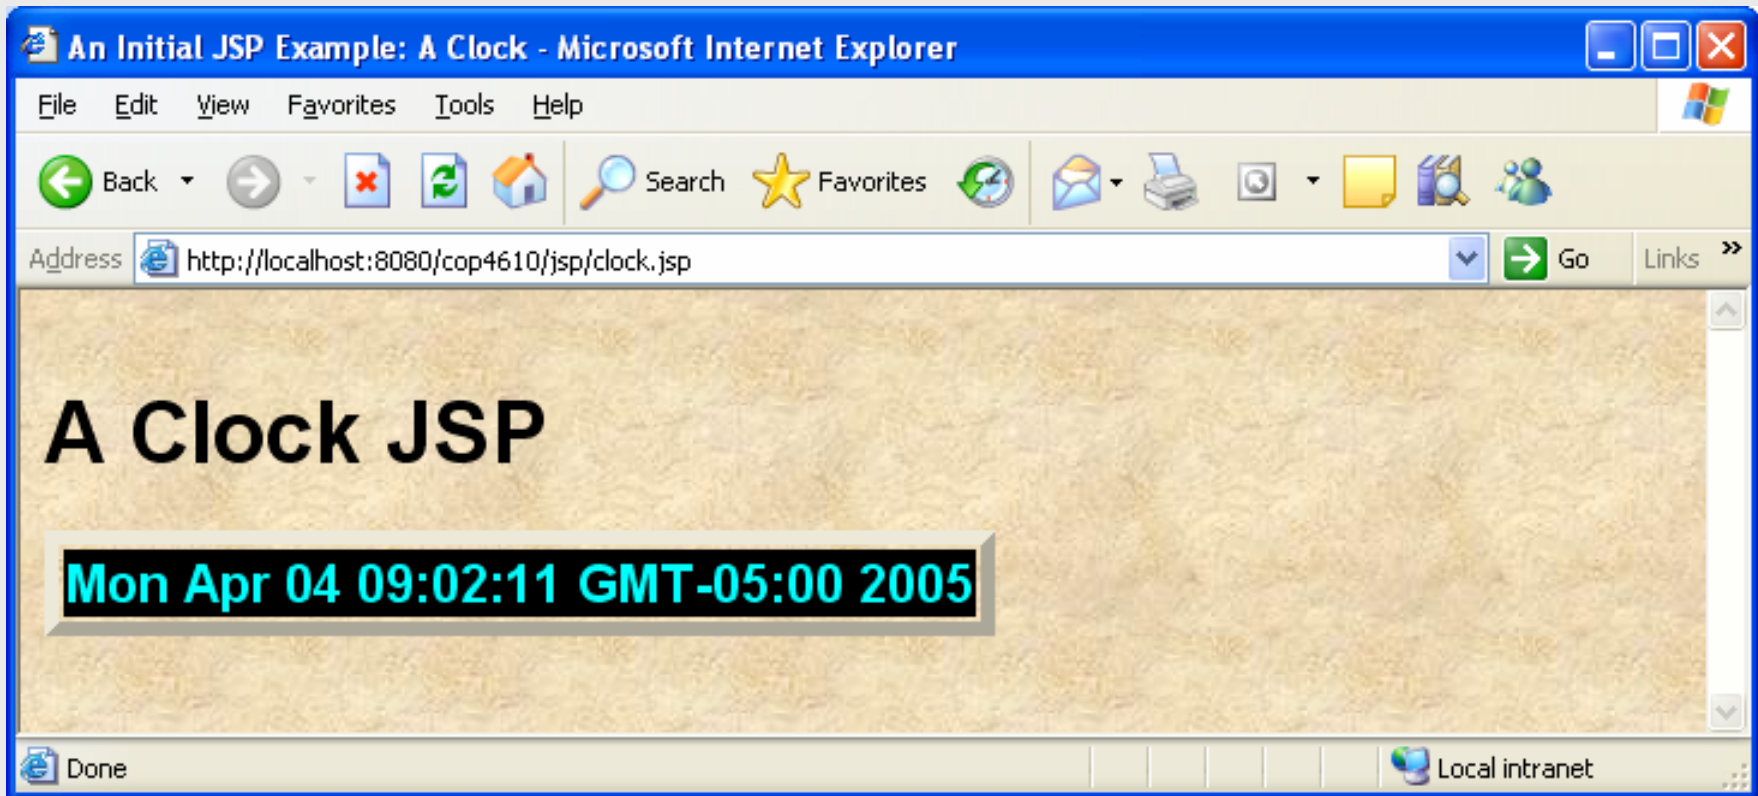 An Initial JSP Example: A Clock - Microsoft Internet Explorer
File Edit View Favorites Tools Help
Back Search Favorites
Address http://localhost:8080/cop4610/jsp/clock.jsp Go Links »
A Clock JSP
Mon Apr 04 09:02:11 GMT-05:00 2005
Done Local intranet